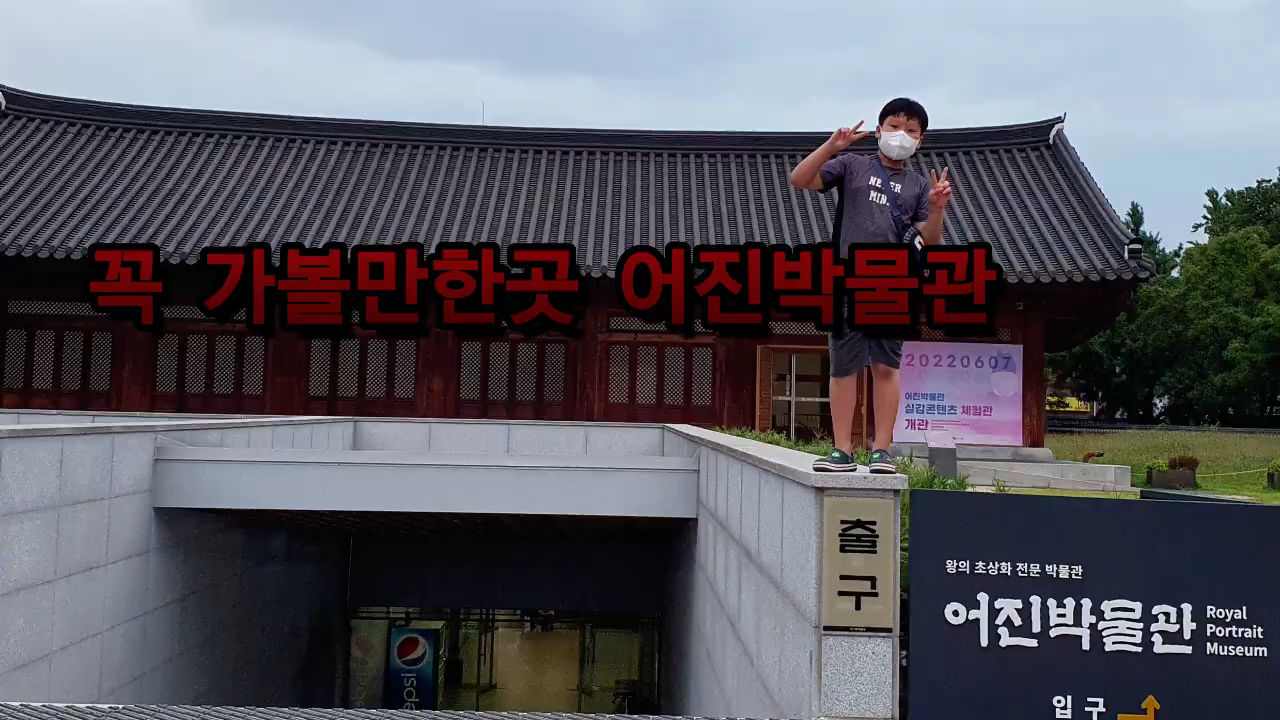 꼭 가볼만한곳 어진박물관
20220607
어진박물관
실감콘텐츠 체험관
개관
출
구
pepsi
왕의 초상화 전문 박물관
어진박물관
Royal
Portrait
Museum
입구